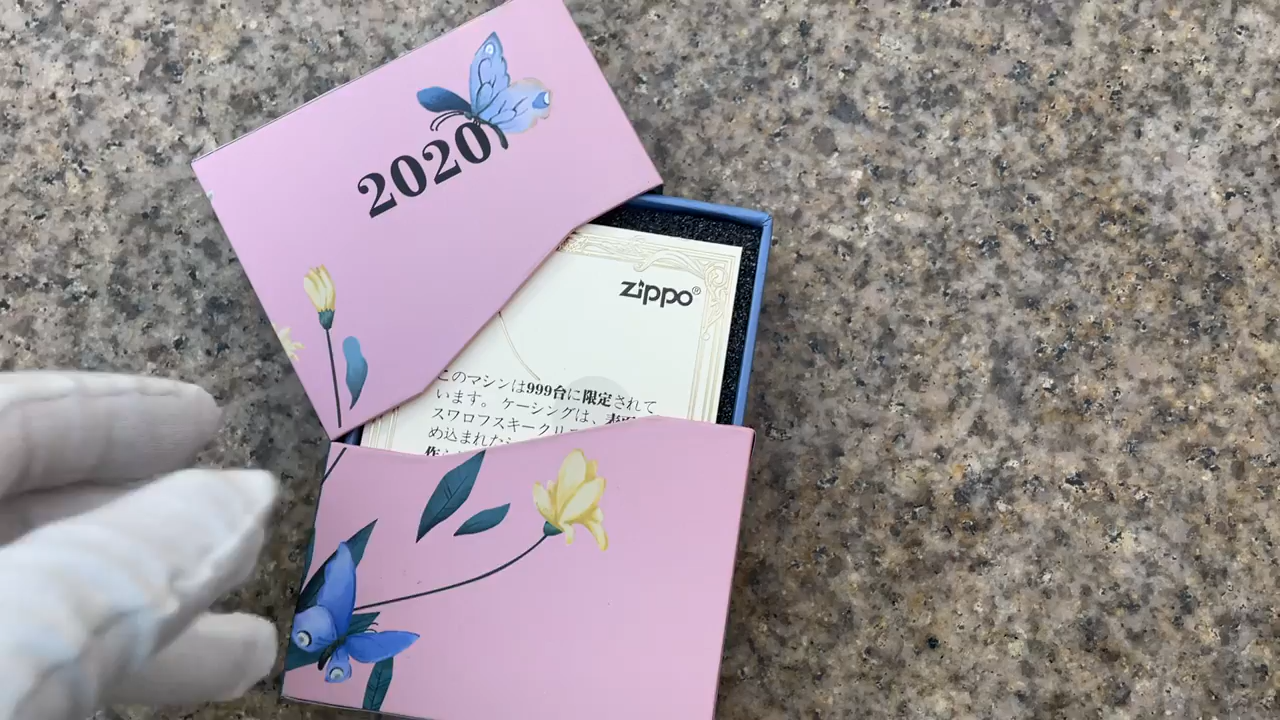 2020
zippo®
このマシンは999台に限定されて
います。 ケーシングは、表
スワロフスキークリ
め込まれた
作